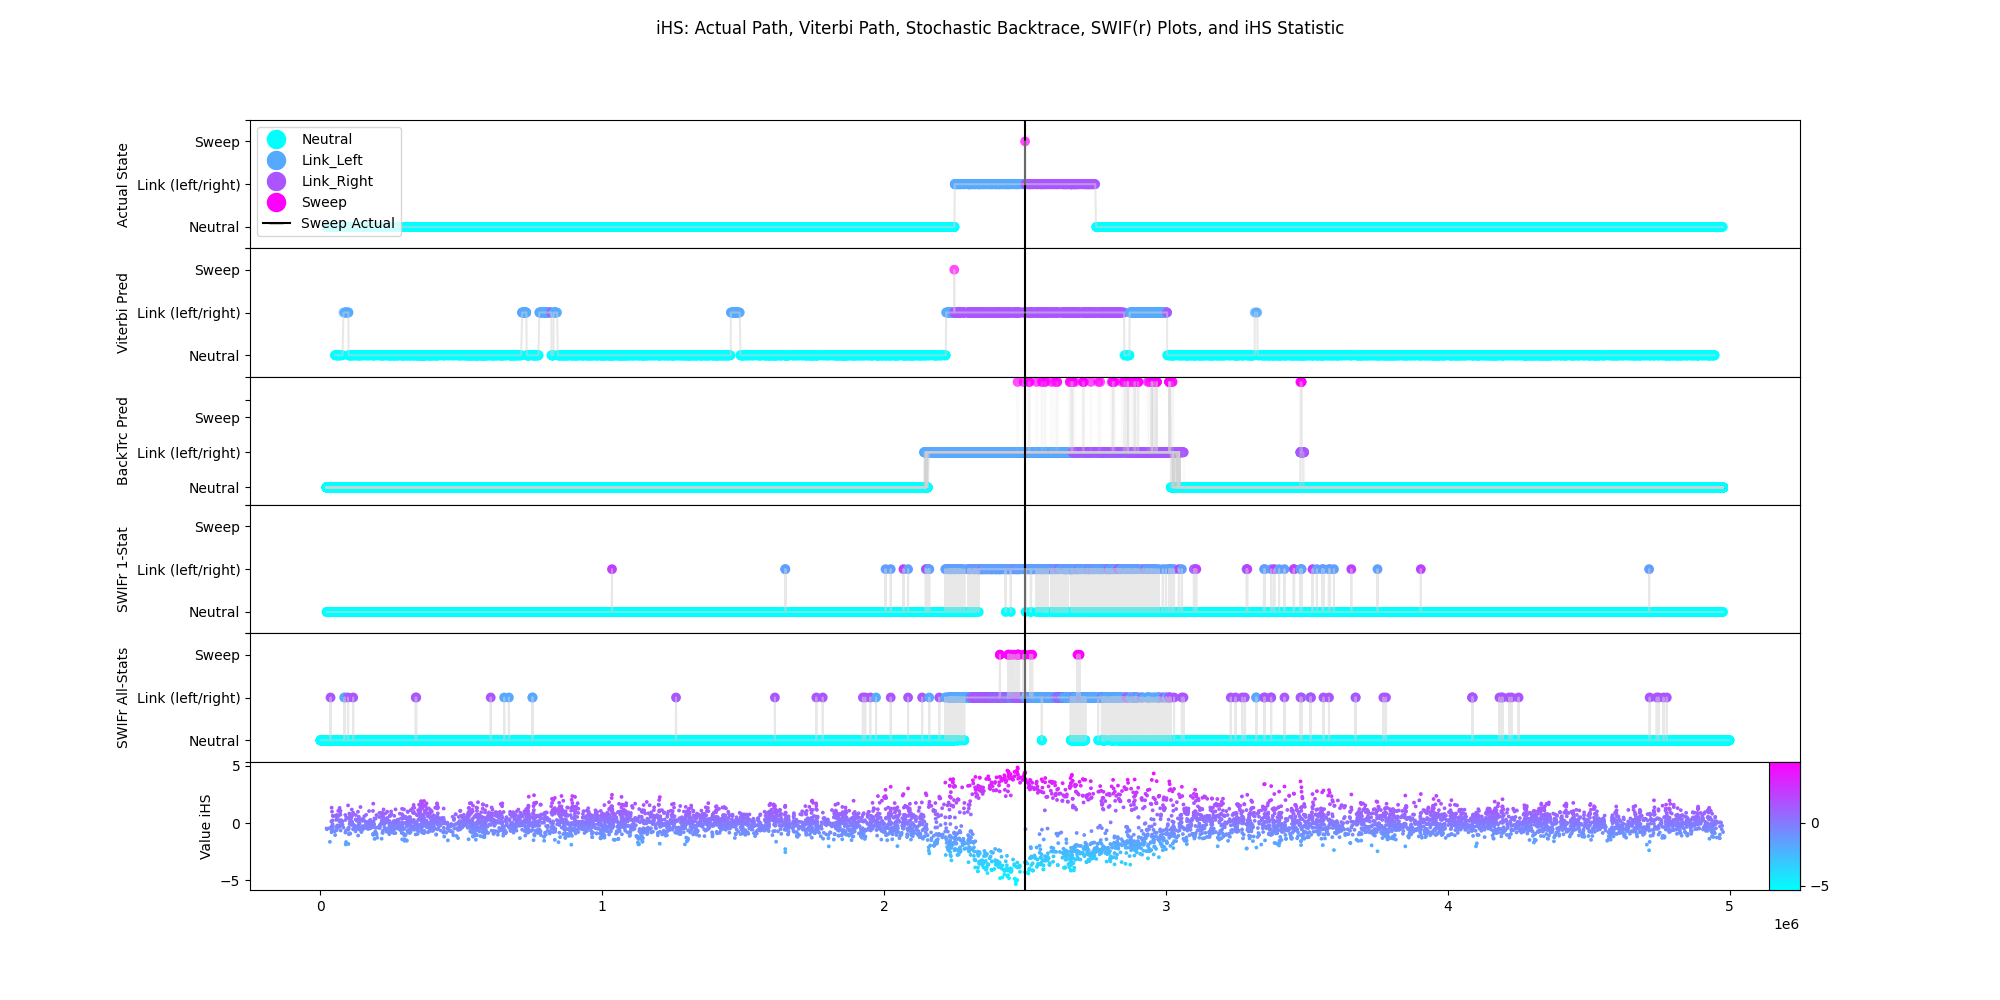 iHS: Actual Path, Viterbi Path, Stochastic Backtrace, SWIF(r) Plots, and iHS Statistic
Actual State
Sweep
Link (left/right)
Neutral
Neutral
Link_Left
Link_Right
Sweep
Sweep Actual
Viterbi Pred
Sweep
Link (left/right)
Neutral
BackTrc Pred
Sweep
Link (left/right)
Neutral
SWIFr 1-Stat
Sweep
Link (left/right)
Neutral
SWIFr All-Stats
Sweep
Link (left/right)
Neutral
Value iHS
5
0
−5
0
−5
0 1 2 3 4 5
1e6